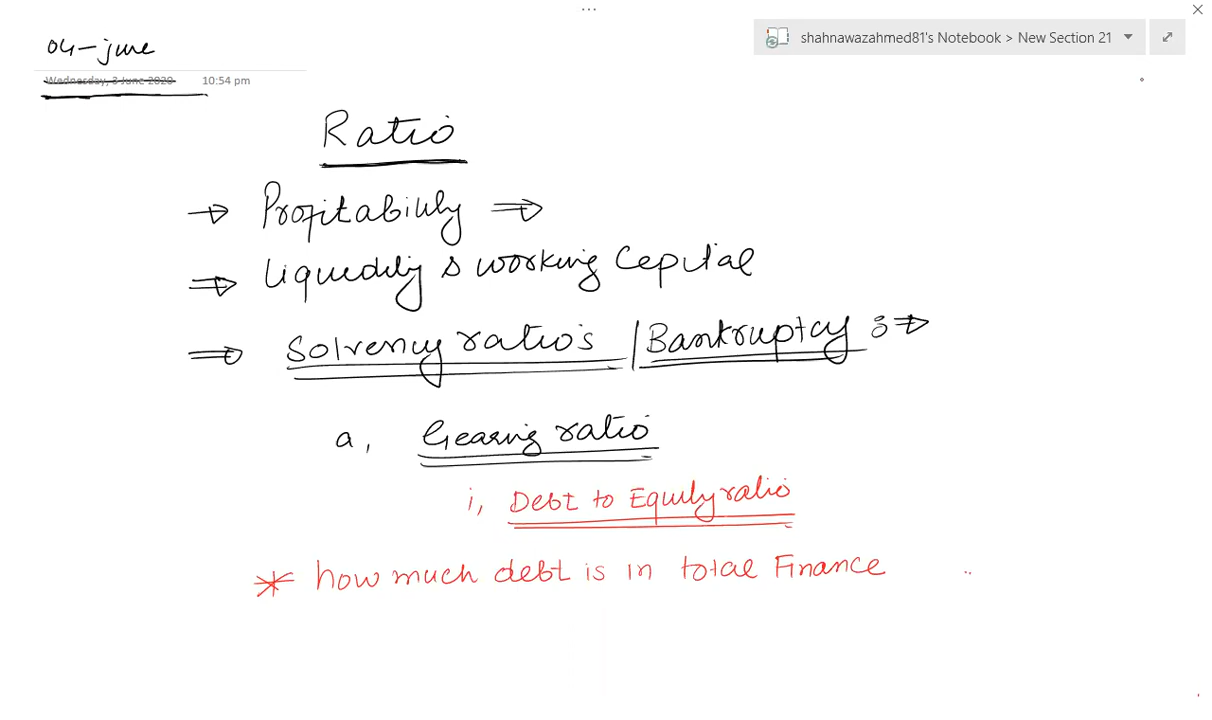 shahnawazahmed81's Notebook > New Section 21
04-june
Wednesday, 3 June 2020 10:54 pm
Ratio
→ Profitability ⇒
⇒ Liquidity & working Capital
⇒ Solvency ratio's | Bankruptcy :⇒
a, Gearing ratio
i, Debt to Equity ratio
* how much debt is in total Finance